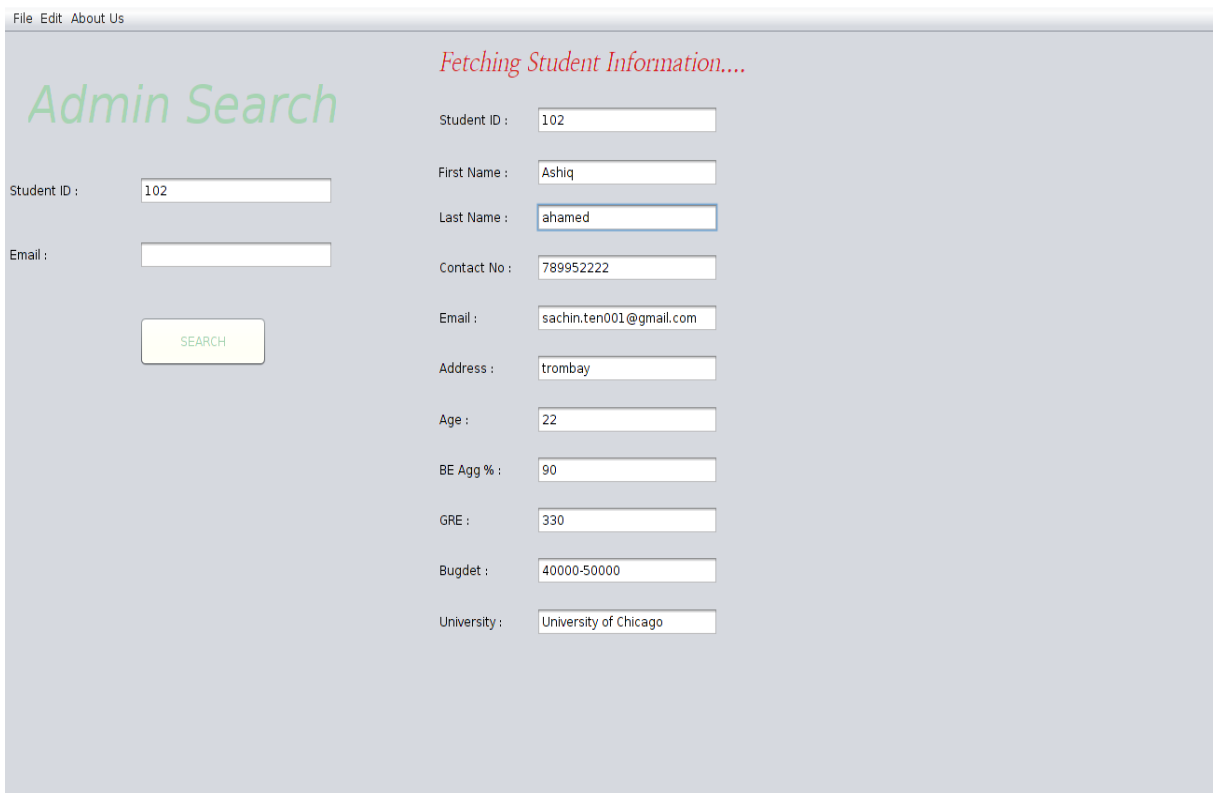 File Edit About Us
Admin Search
Student ID : 102
Email :
SEARCH
Fetching Student Information....
Student ID : 102
First Name : Ashiq
Last Name : ahamed
Contact No : 789952222
Email : sachin.ten001@gmail.com
Address : trombay
Age : 22
BE Agg % : 90
GRE : 330
Bugdet : 40000-50000
University : University of Chicago